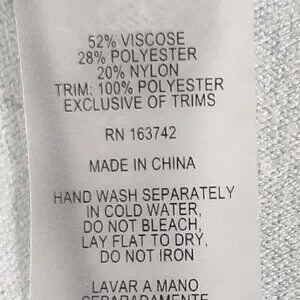 52% VISCOSE
28% POLYESTER
20% NYLON
TRIM: 100% POLYESTER
EXCLUSIVE OF TRIMS
RN 163742
MADE IN CHINA
HAND WASH SEPARATELY
IN COLD WATER,
DO NOT BLEACH,
LAY FLAT TO DRY,
DO NOT IRON
LAVAR A MANO
SEPARADAMENTE